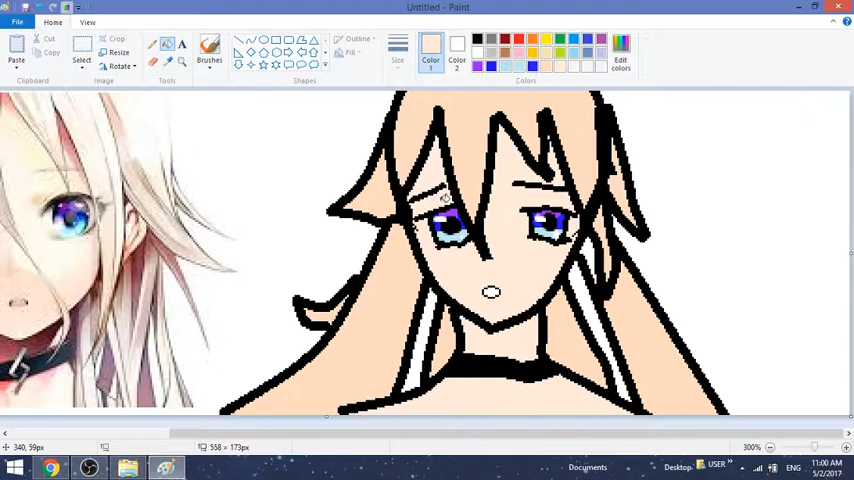 Untitled - Paint
File Home View
Paste
Cut
Copy
Clipboard
Select
Crop
Resize
Rotate
Image
A
Tools
Brushes
Outline
Fill
Shapes
Size
Color
1
Color
2
Edit
colors
Colors
340, 59px
558 × 173px
300%
Documents
Desktop
USER
ENG
11:00 AM
5/2/2017